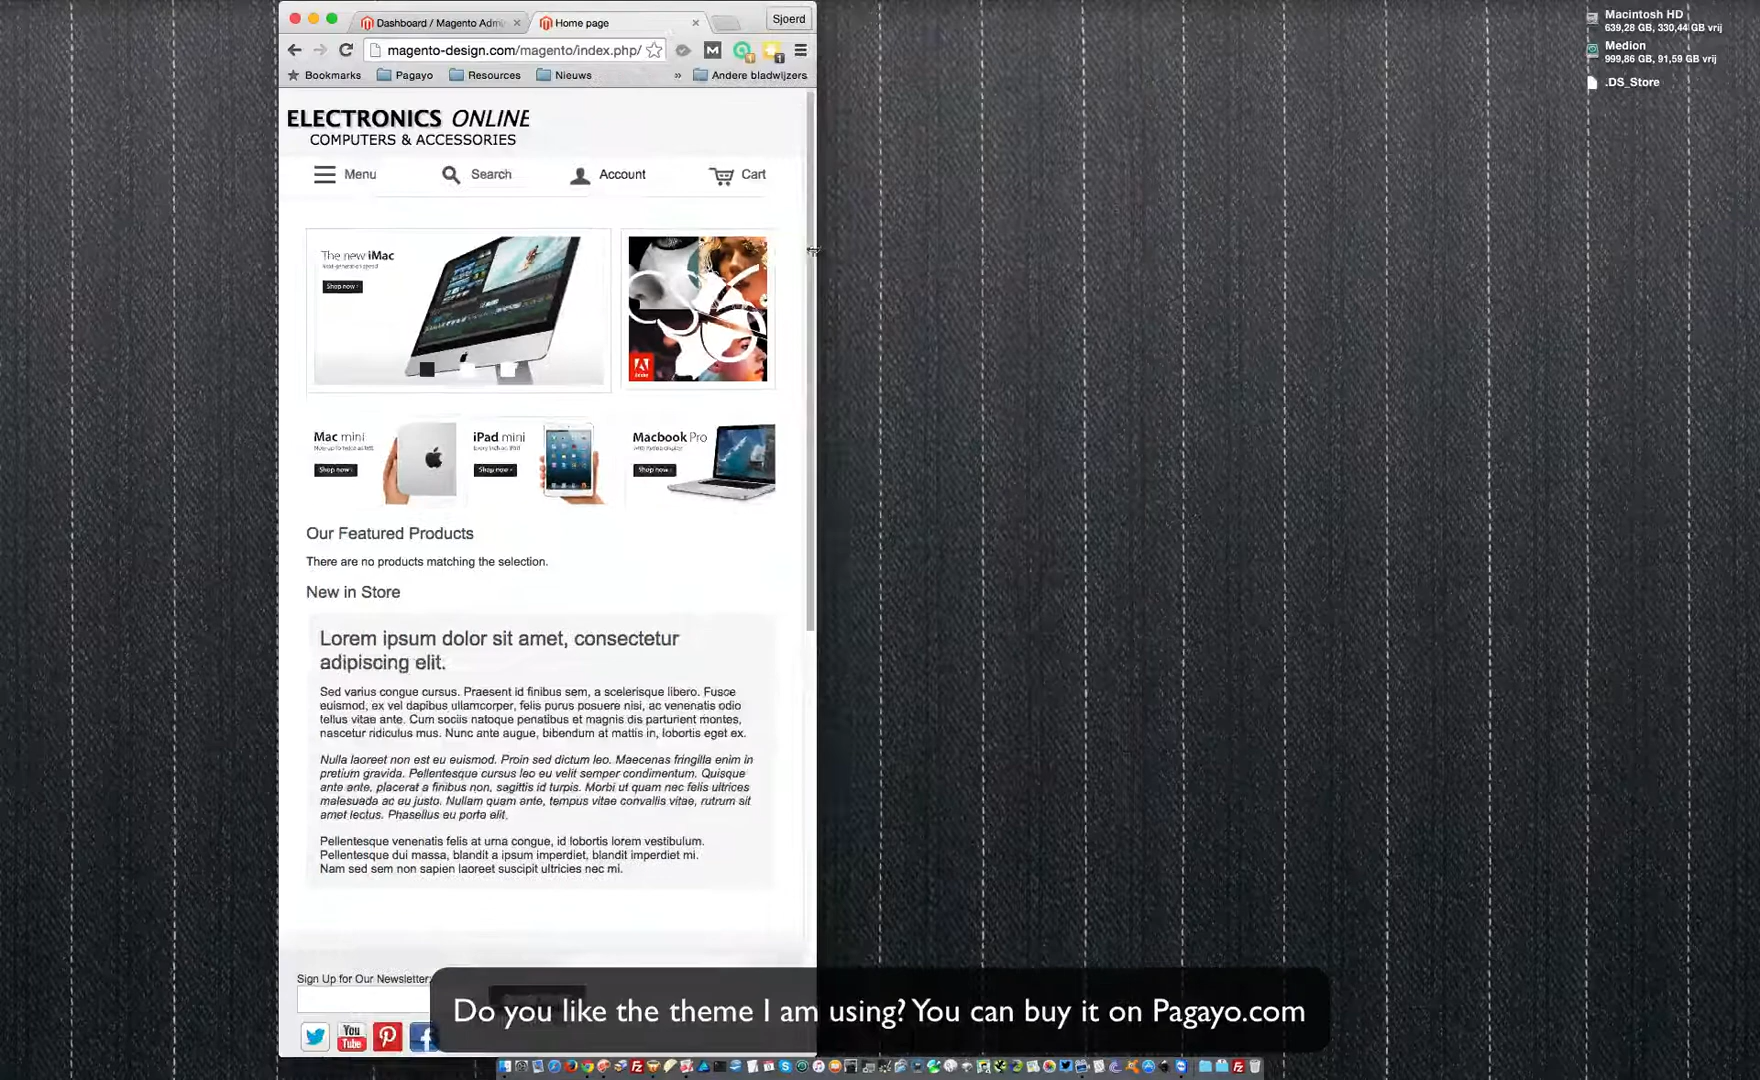 Dashboard / Magento Adm
Home page
Sjoerd
magento-design.com/magento/index.php/
Bookmarks
Pagayo
Resources
Nieuws
»
Andere bladwijzers
Macintosh HD
639,28 GB, 330,44 GB vrij
Medion
999,86 GB, 91,59 GB vrij
.DS_Store
ELECTRONICS ONLINE
COMPUTERS & ACCESSORIES
Menu
Search
Account
Cart
The new iMac
Shop now ›
Adobe
Mac mini
Shop now ›
iPad mini
Every inch an iPad
Shop now ›
Macbook Pro
Shop now ›
Our Featured Products
There are no products matching the selection.
New in Store
Lorem ipsum dolor sit amet, consectetur
adipiscing elit.
Sed varius congue cursus. Praesent id finibus sem, a scelerisque libero. Fusce
euismod, ex vel dapibus ullamcorper, felis purus posuere nisi, ac venenatis odio
tellus vitae ante. Cum sociis natoque penatibus et magnis dis parturient montes,
nascetur ridiculus mus. Nunc ante augue, bibendum at mattis in, lobortis eget ex.
Nulla laoreet non est eu euismod. Proin sed dictum leo. Maecenas fringilla enim in
pretium gravida. Pellentesque cursus leo eu velit semper condimentum. Quisque
ante ante, placerat a finibus non, sagittis id turpis. Morbi ut quam nec felis ultrices
malesuada ac eu justo. Nullam quam ante, tempus vitae convallis vitae, rutrum sit
amet lectus. Phasellus eu porta elit.
Pellentesque venenatis felis at urna congue, id lobortis lorem vestibulum.
Pellentesque dui massa, blandit a ipsum imperdiet, blandit imperdiet mi.
Nam sed sem non sapien laoreet suscipit ultricies nec mi.
Sign Up for Our Newsletter:
You
Tube
Do you like the theme I am using? You can buy it on Pagayo.com